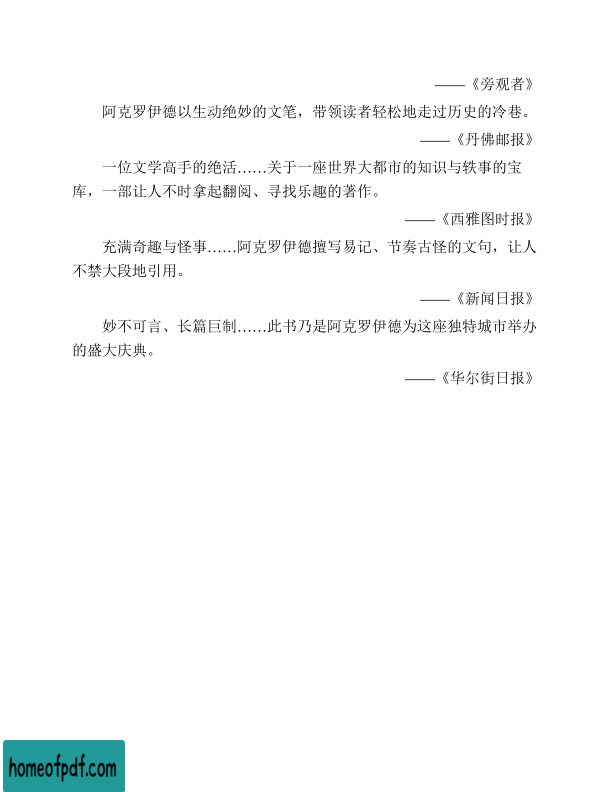 ——《旁观者》
阿克罗伊德以生动绝妙的文笔，带领读者轻松地走过历史的冷巷。
——《丹佛邮报》
一位文学高手的绝活……关于一座世界大都市的知识与轶事的宝
库，一部让人不时拿起翻阅、寻找乐趣的著作。
——《西雅图时报》
充满奇趣与怪事……阿克罗伊德擅写易记、节奏古怪的文句，让人
不禁大段地引用。
——《新闻日报》
妙不可言、长篇巨制……此书乃是阿克罗伊德为这座独特城市举办
的盛大庆典。
——《华尔街日报》
homeofpdf.com